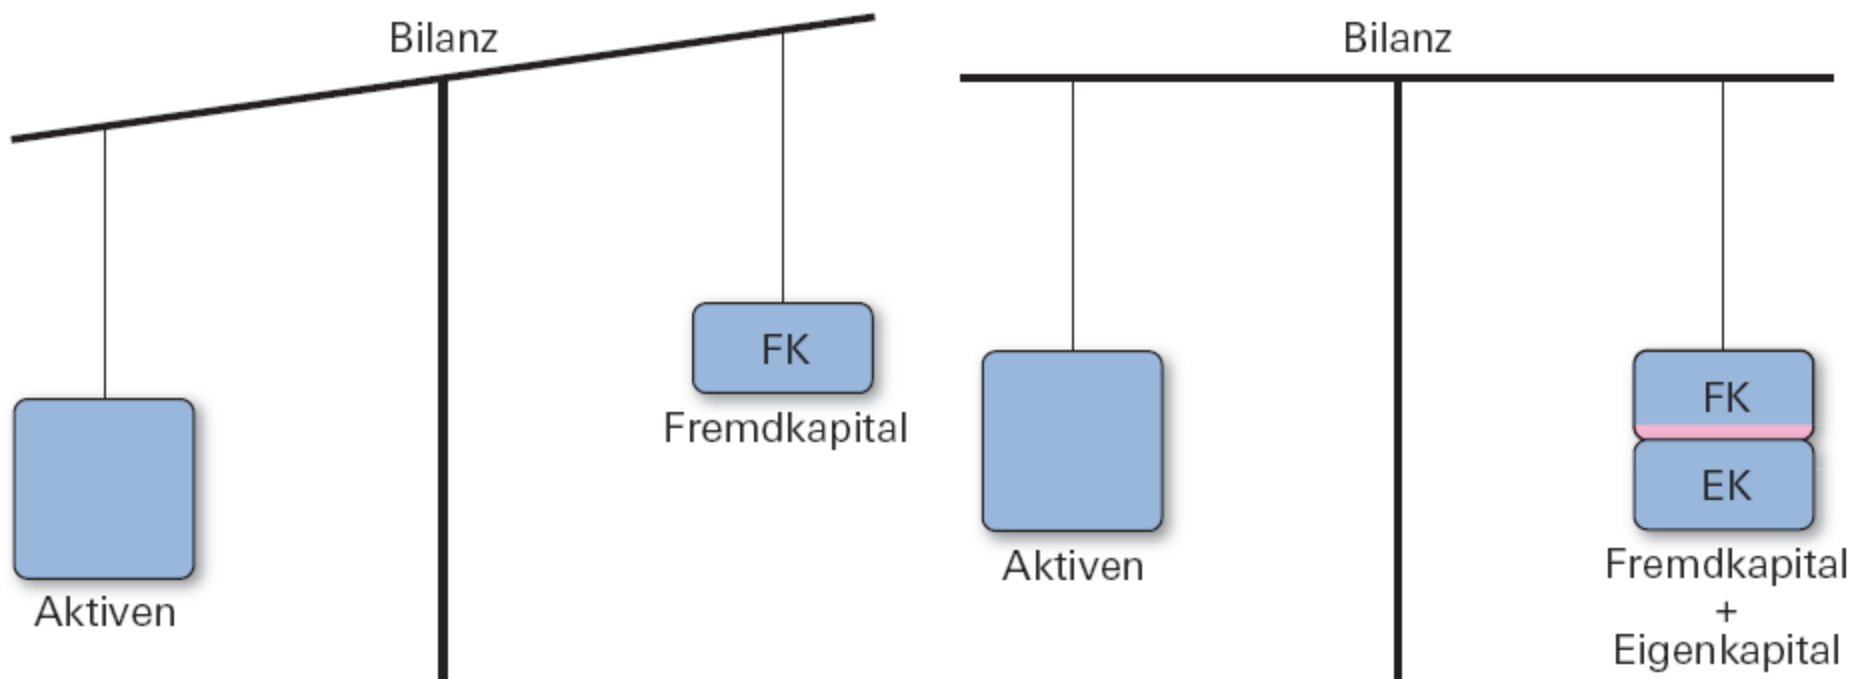 Bilanz
FK
Fremdkapital
Aktiven
Bilanz
Aktiven
FK
EK
Fremdkapital
+
Eigenkapital